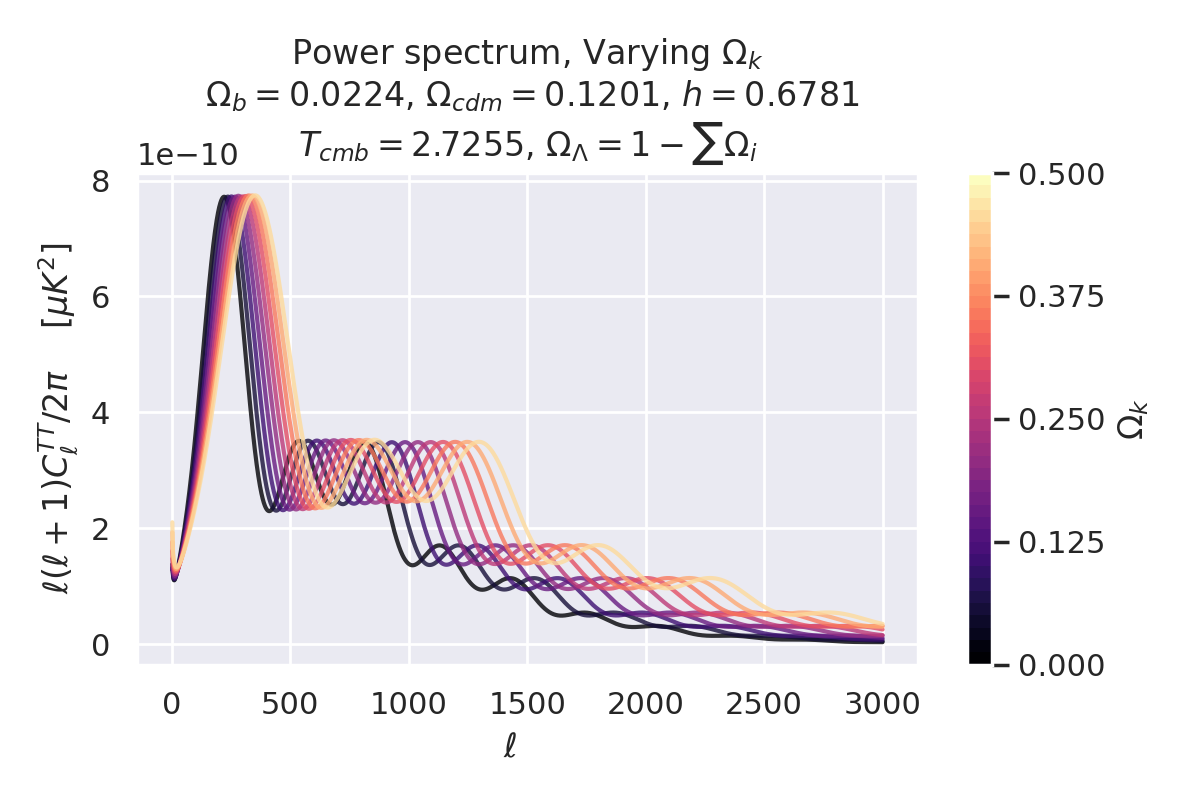 Power spectrum, Varying Ω_k
Ω_b = 0.0224, Ω_cdm = 0.1201, h = 0.6781
T_cmb = 2.7255, Ω_Λ = 1 − ∑Ω_i
1e−10
8
6
4
2
0
ℓ(ℓ + 1)C_ℓ^{TT}/2π [μK²]
0 500 1000 1500 2000 2500 3000
ℓ
0.500
0.375
0.250
0.125
0.000
Ω_k